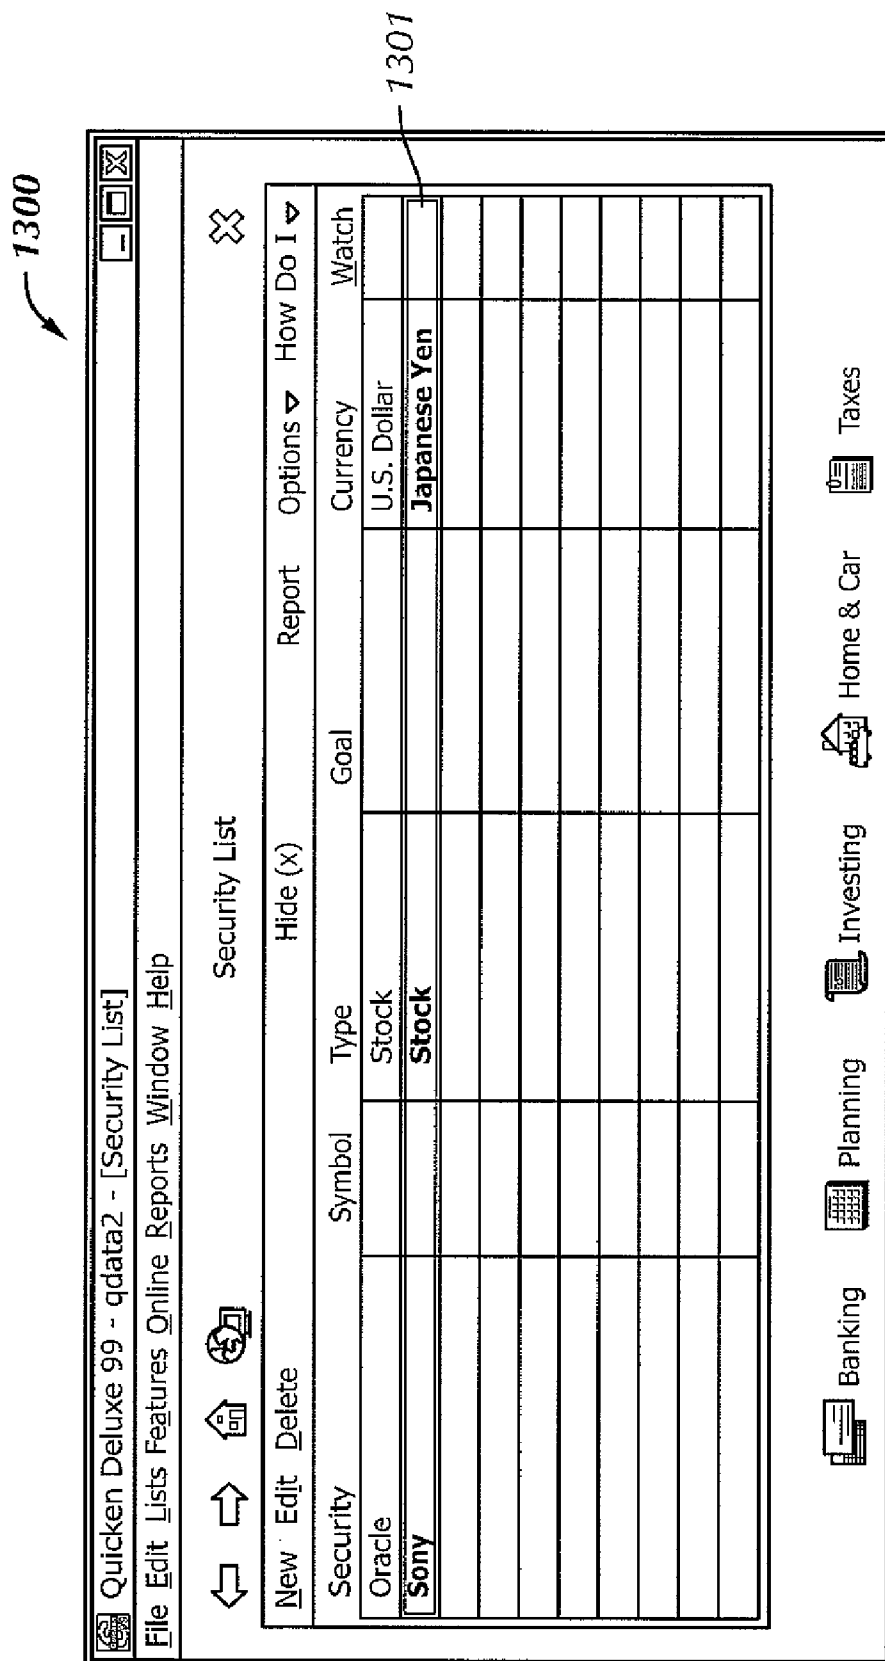 1300
Quicken Deluxe 99 - qdata2 - [Security List]
File Edit Lists Features Online Reports Window Help
Security List
New Edit Delete Hide (x) Report Options How Do I
Security Symbol Type Goal Currency Watch
Oracle Stock U.S. Dollar
Sony Stock Japanese Yen
1301
Banking Planning Investing Home & Car Taxes